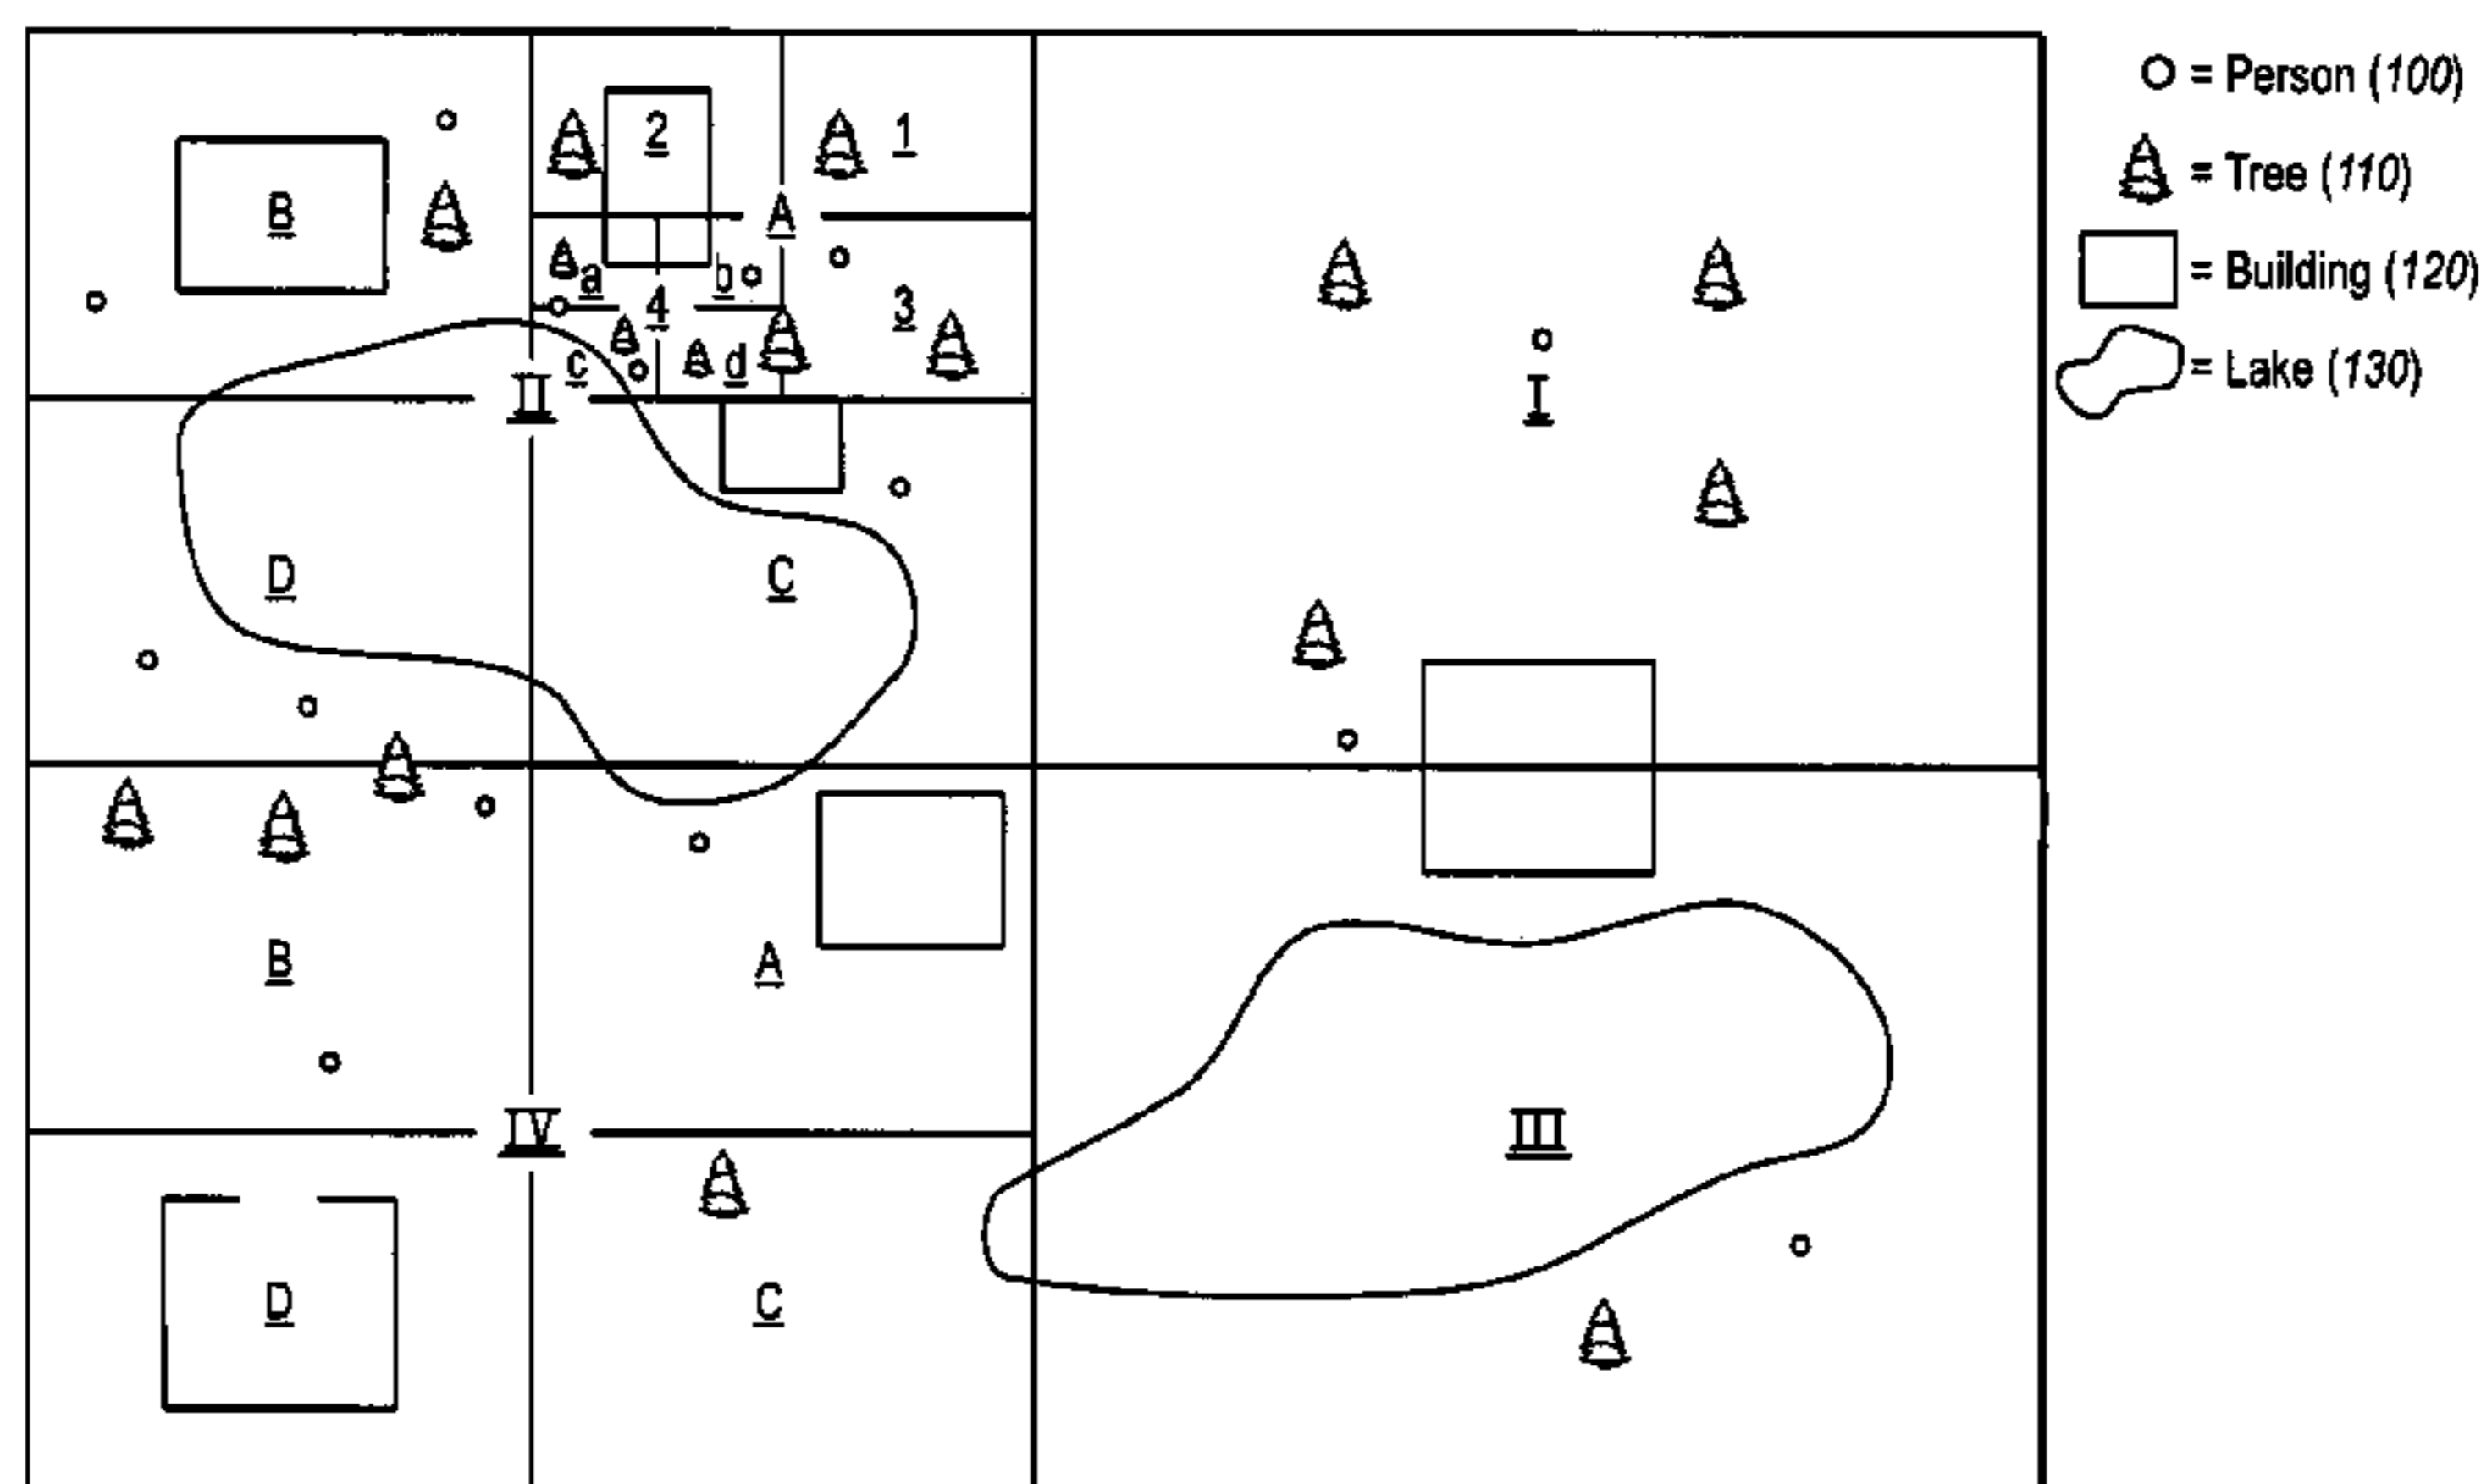 = Person (100)
= Tree (110)
= Building (120)
= Lake (130)
2
1
B
A
a
b
4
3
c
d
II
I
D
C
B
A
IV
III
D
C